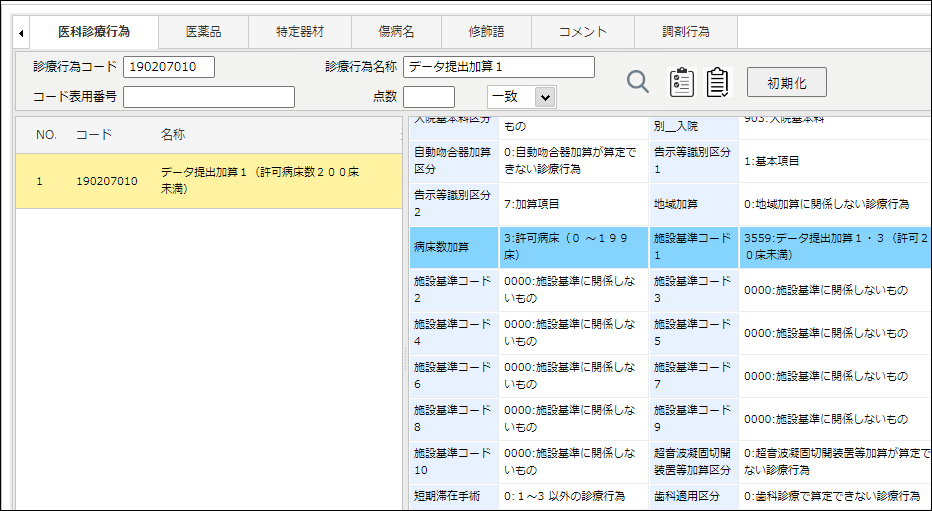 医科診療行為 医薬品 特定器材 傷病名 修飾語 コメント 調剤行為
診療行為コード 190207010 診療行為名称 データ提出加算１
コード表用番号 点数 一致 初期化
NO. コード 名称
1 190207010 データ提出加算１（許可病床数２００床
未満）
入院基本料区分 もの 別__入院 903:入院基本料
自動吻合器加算
区分
0:自動吻合器加算が算定で
きない診療行為
告示等識別区分
1
1:基本項目
告示等識別区分
2
7:加算項目
地域加算
0:地域加算に関係しない診療行為
病床数加算
3:許可病床（０ ～１９９
床）
施設基準コード
1
3559:データ提出加算１・３（許可２
０床未満）
施設基準コード
2
0000:施設基準に関係しな
いもの
施設基準コード
3
0000:施設基準に関係しないもの
施設基準コード
4
0000:施設基準に関係しな
いもの
施設基準コード
5
0000:施設基準に関係しないもの
施設基準コード
6
0000:施設基準に関係しな
いもの
施設基準コード
7
0000:施設基準に関係しないもの
施設基準コード
8
0000:施設基準に関係しな
いもの
施設基準コード
9
0000:施設基準に関係しないもの
施設基準コード
10
0000:施設基準に関係しな
いもの
超音波凝固切開
装置等加算区分
0:超音波凝固切開装置等加算が算定で
ない診療行為
短期滞在手術
0:１～3 以外の診療行為
歯科適用区分
0:歯科診療で算定できない診療行為